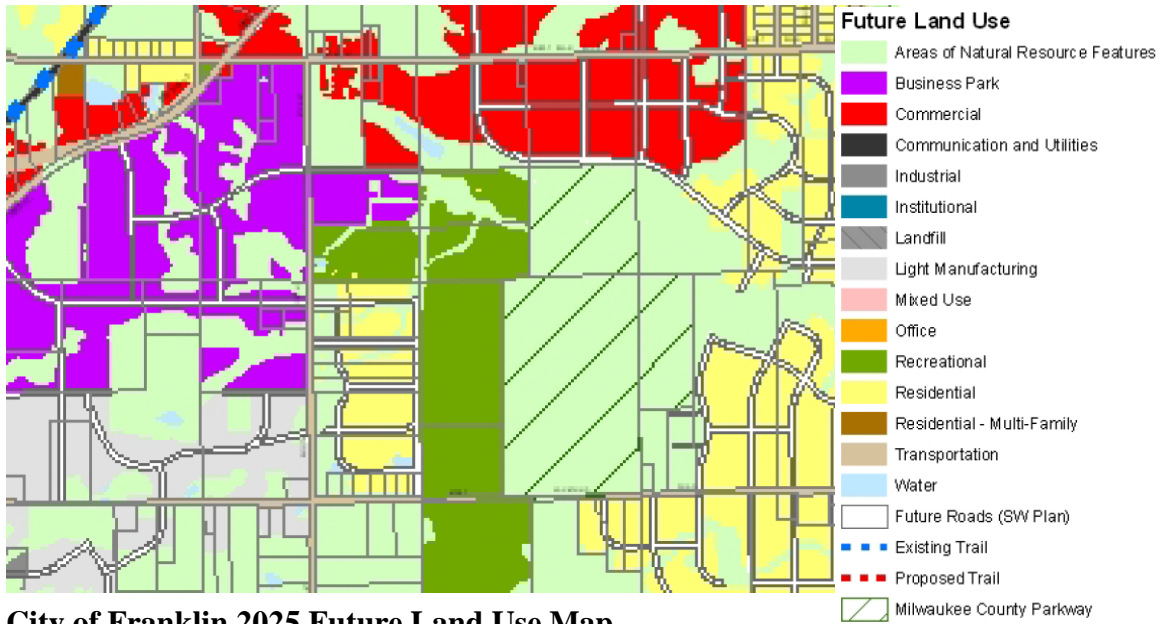 Future Land Use
Areas of Natural Resource Features
Business Park
Commercial
Communication and Utilities
Industrial
Institutional
Landfill
Light Manufacturing
Mixed Use
Office
Recreational
Residential
Residential - Multi-Family
Transportation
Water
Future Roads (SW Plan)
Existing Trail
Proposed Trail
Milwaukee County Parkway
City of Franklin 2025 Future Land Use Map